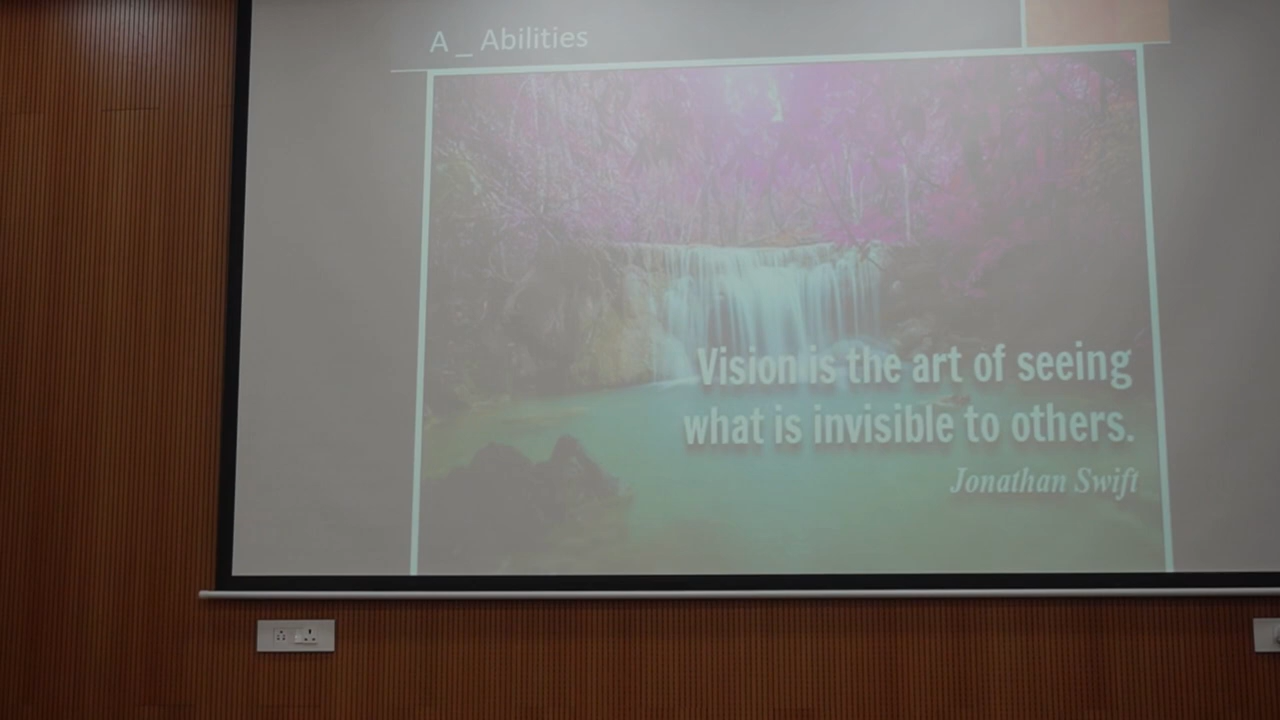 A _ Abilities
Vision is the art of seeing
what is invisible to others.
Jonathan Swift